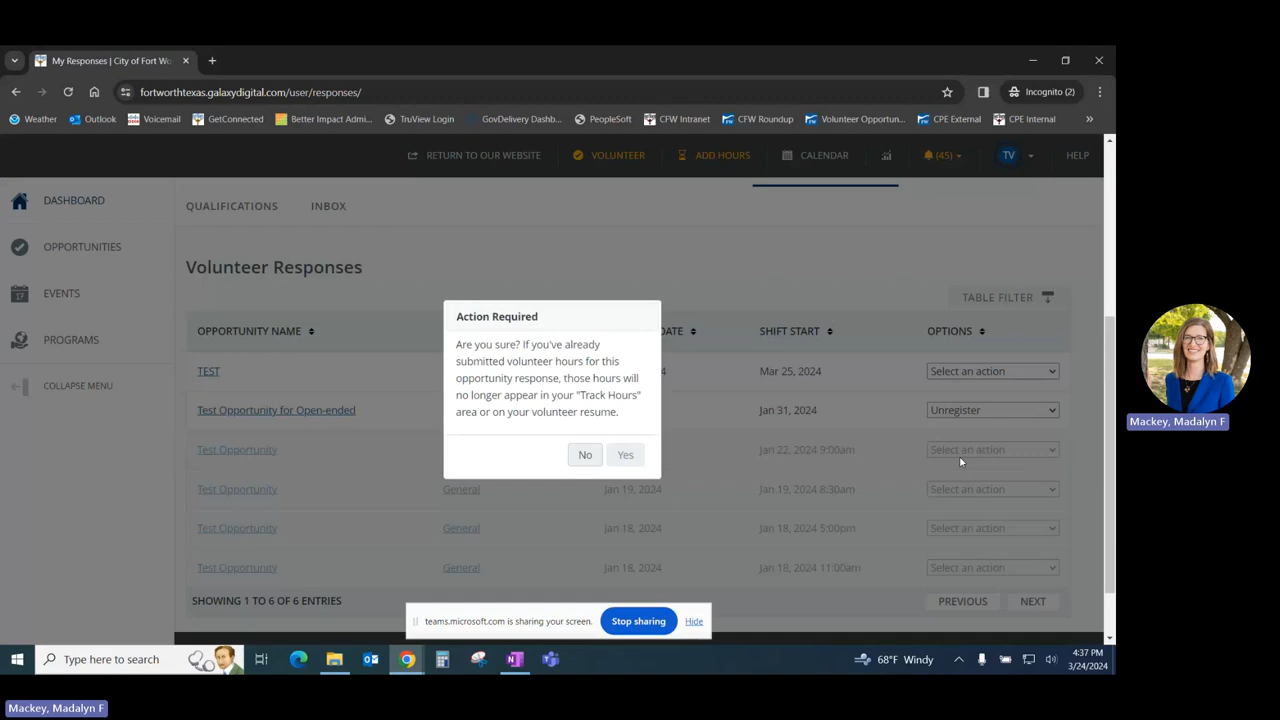 My Responses | City of Fort Wo
fortworthtexas.galaxydigital.com/user/responses/
Incognito (2)
Weather Outlook Voicemail GetConnected Better Impact Admi... TruView Login GovDelivery Dashb... PeopleSoft CFW Intranet CFW Roundup Volunteer Opportun... CPE External CPE Internal »
RETURN TO OUR WEBSITE VOLUNTEER ADD HOURS CALENDAR (45) TV HELP
DASHBOARD
OPPORTUNITIES
EVENTS
17
PROGRAMS
COLLAPSE MENU
QUALIFICATIONS INBOX
Volunteer Responses
TABLE FILTER
OPPORTUNITY NAME DATE SHIFT START OPTIONS
TEST 4 Mar 25, 2024 Select an action
Test Opportunity for Open-ended Jan 31, 2024 Unregister
Test Opportunity Jan 22, 2024 9:00am Select an action
Test Opportunity General Jan 19, 2024 Jan 19, 2024 8:30am Select an action
Test Opportunity General Jan 18, 2024 Jan 18, 2024 5:00pm Select an action
Test Opportunity General Jan 18, 2024 Jan 18, 2024 11:00am Select an action
SHOWING 1 TO 6 OF 6 ENTRIES PREVIOUS NEXT
Action Required
Are you sure? If you've already
submitted volunteer hours for this
opportunity response, those hours will
no longer appear in your "Track Hours"
area or on your volunteer resume.
No Yes
teams.microsoft.com is sharing your screen. Stop sharing Hide
Type here to search
68°F Windy
4:37 PM
3/24/2024
Mackey, Madalyn F
Mackey, Madalyn F